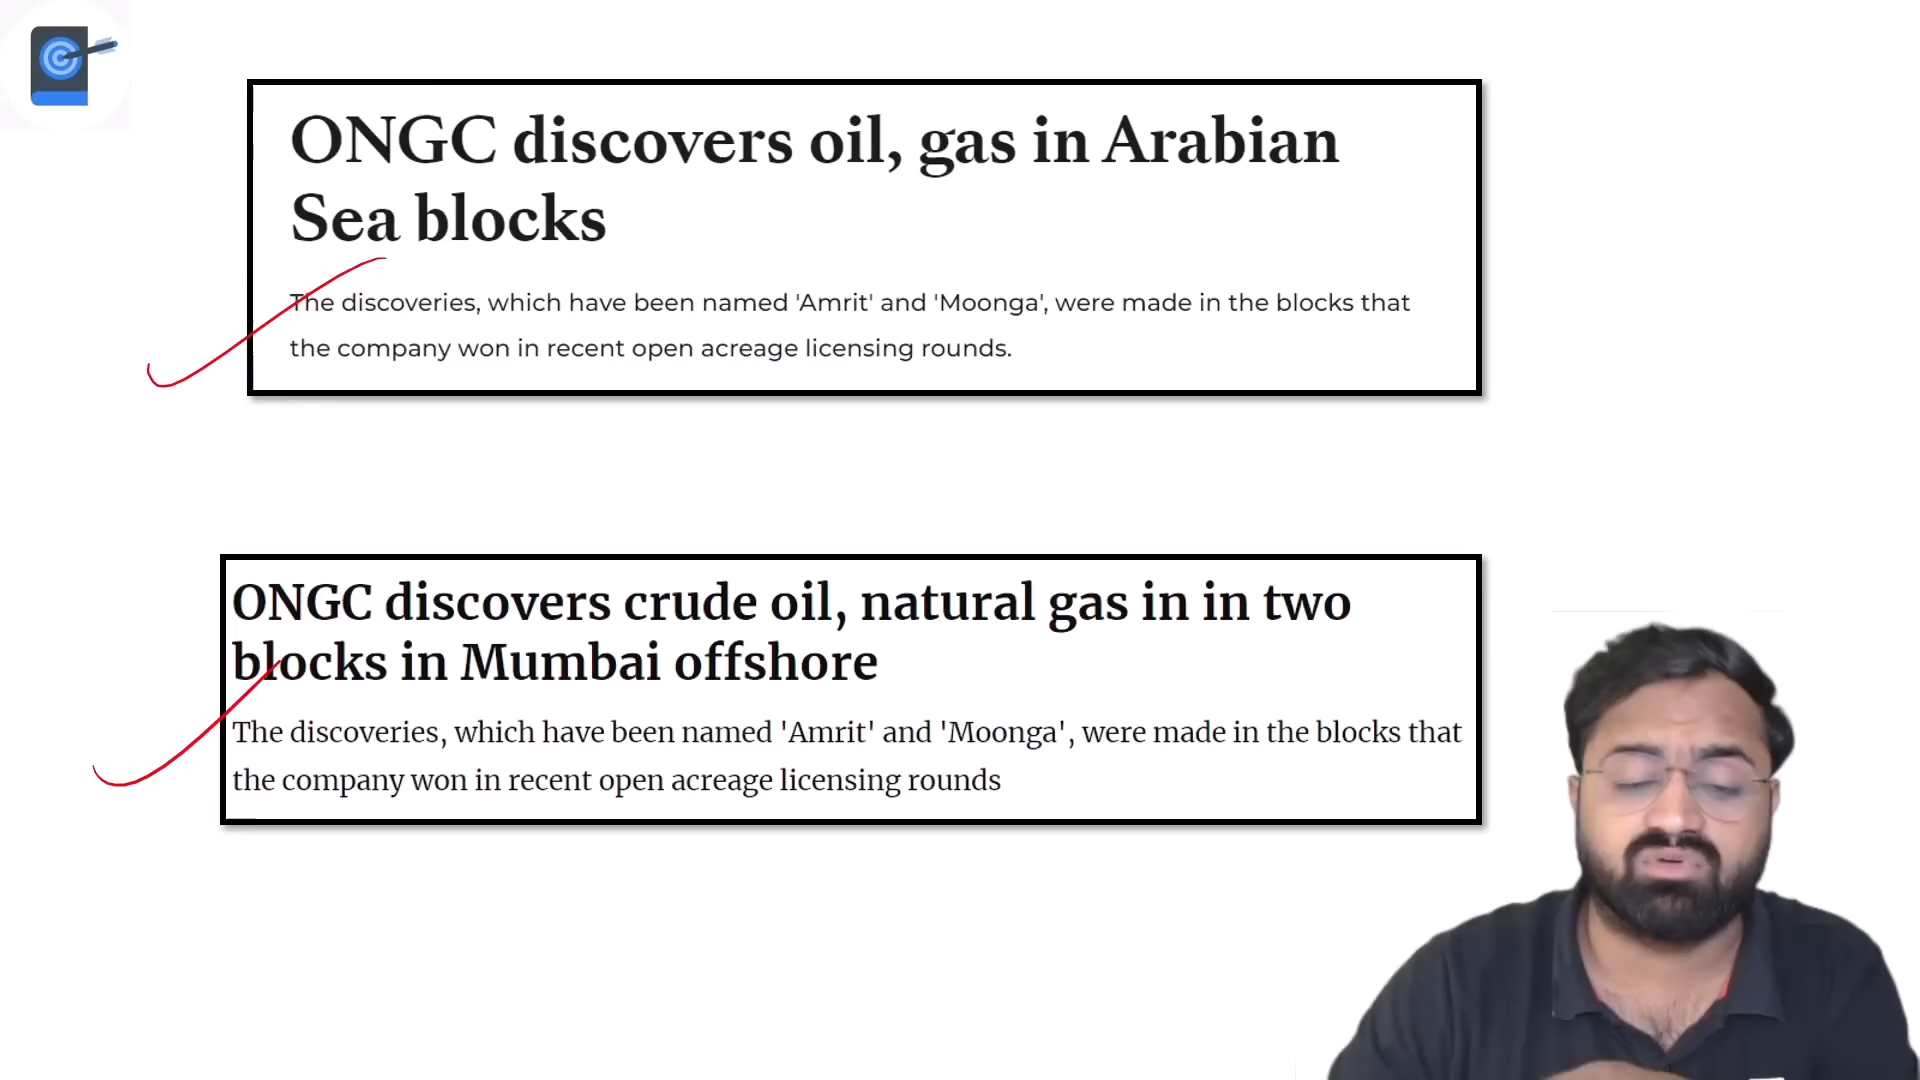 ONGC discovers oil, gas in Arabian
Sea blocks
The discoveries, which have been named 'Amrit' and 'Moonga', were made in the blocks that
the company won in recent open acreage licensing rounds.
ONGC discovers crude oil, natural gas in in two
blocks in Mumbai offshore
The discoveries, which have been named 'Amrit' and 'Moonga', were made in the blocks that
the company won in recent open acreage licensing rounds